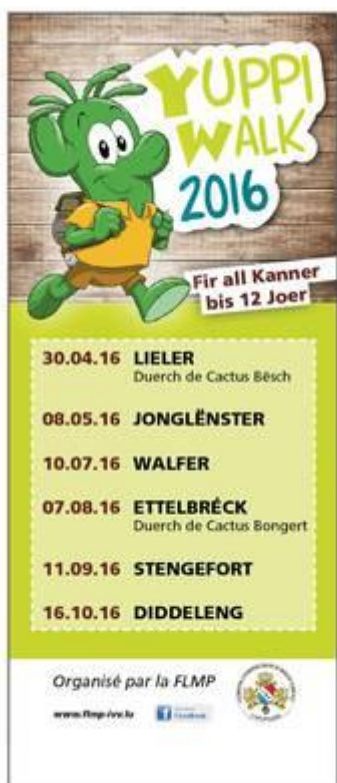 YUPPI
WALK
2016
Fir all Kanner
bis 12 Joer
30.04.16 LIELER
Duerch de Cactus Bësch
08.05.16 JONGLËNSTER
10.07.16 WALFER
07.08.16 ETTELBRÉCK
Duerch de Cactus Bongert
11.09.16 STENGEFORT
16.10.16 DIDDELENG
Organisé par la FLMP
www.flmp-ivv.lu